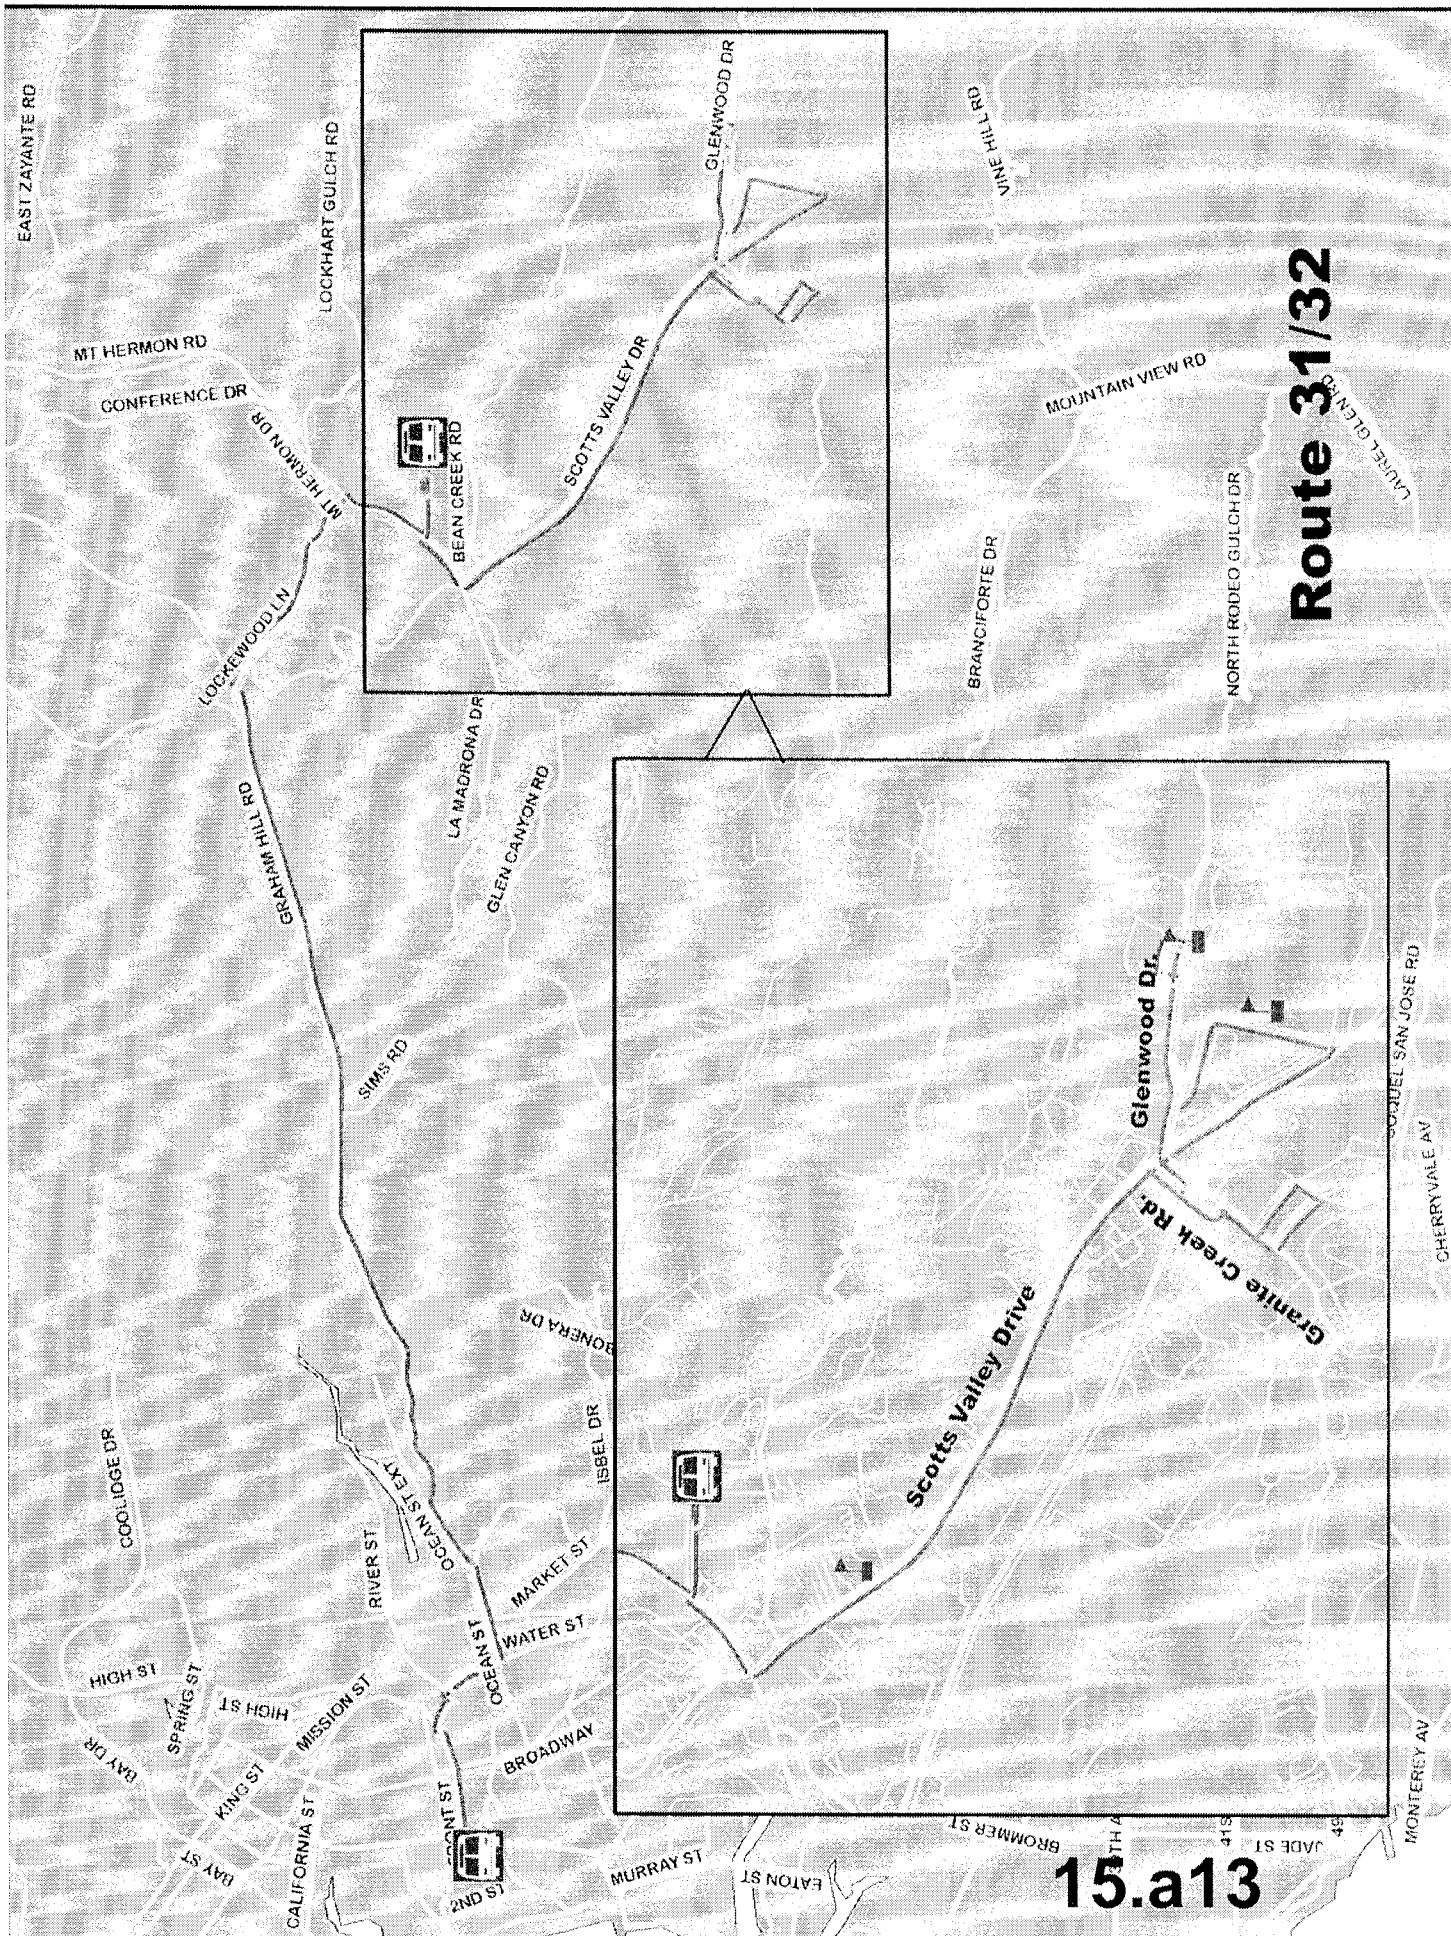 EAST ZAYANTE RD
LOCKHART GULCH RD
MT HERMON RD
CONFERENCE DR
MT HERMON DR
GLENWOOD DR
VINE HILL RD
BEAN CREEK RD
SCOTTS VALLEY DR
MOUNTAIN VIEW RD
Route 31/32
LAUREL GLEN RD
LOCKEWOOD LN
NORTH RODEO GULCH DR
BRANCIFORTE DR
LA MADRONA DR
GLEN CANYON RD
GRAHAM HILL RD
SIMS RD
Glenwood Dr.
SOQUEL SAN JOSE RD
CHERRYVALE AV
Granite Creek Rd.
Scotts Valley Drive
BONERA DR
ISBEL DR
COOLIDGE DR
OCEAN ST EXT
RIVER ST
MARKET ST
WATER ST
OCEAN ST
HIGH ST
SPRING ST
HIGH ST
MISSION ST
BAY DR
KING ST
BROADWAY
CALIFORNIA ST
BAY ST
ONT ST
2ND ST
MURRAY ST
EATON ST
BROMMER ST
TH A
41S
JADE ST
49
MONTEREY AV
15.a13